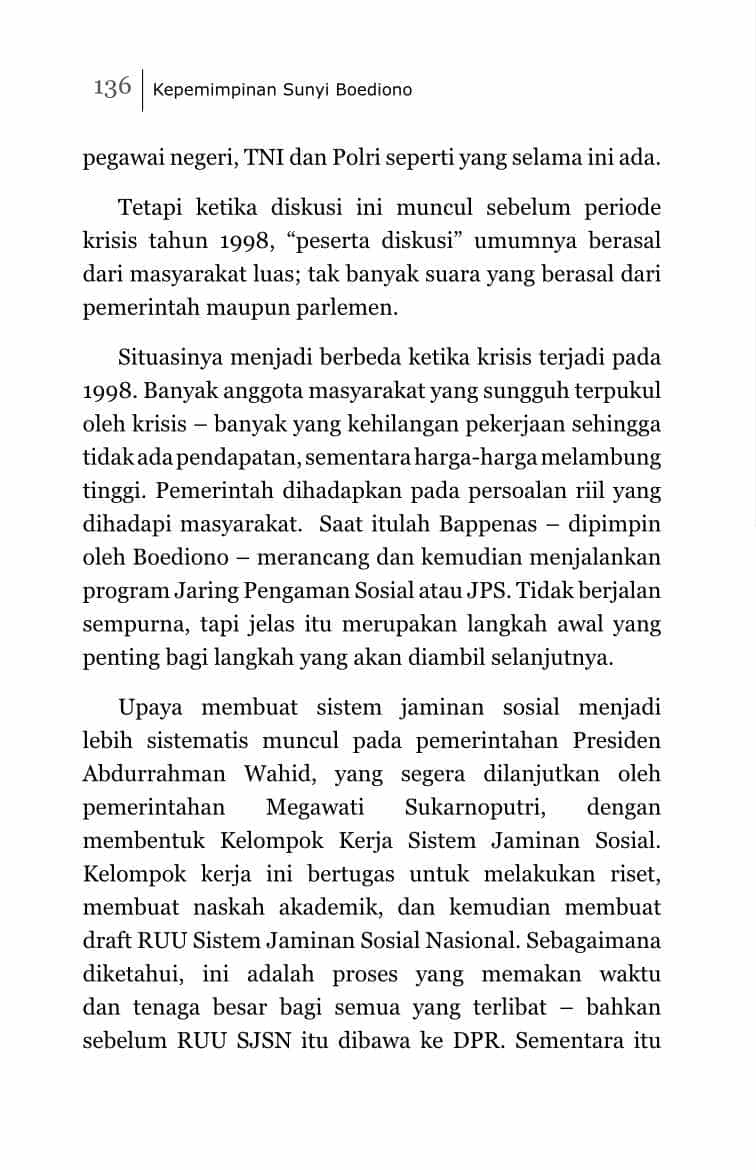 136 Kepemimpinan Sunyi Boediono
pegawai negeri, TNI dan Polri seperti yang selama ini ada.
Tetapi ketika diskusi ini muncul sebelum periode
krisis tahun 1998, “peserta diskusi” umumnya berasal
dari masyarakat luas; tak banyak suara yang berasal dari
pemerintah maupun parlemen.
Situasinya menjadi berbeda ketika krisis terjadi pada
1998. Banyak anggota masyarakat yang sungguh terpukul
oleh krisis – banyak yang kehilangan pekerjaan sehingga
tidak ada pendapatan, sementara harga-harga melambung
tinggi. Pemerintah dihadapkan pada persoalan riil yang
dihadapi masyarakat.  Saat itulah Bappenas – dipimpin
oleh Boediono – merancang dan kemudian menjalankan
program Jaring Pengaman Sosial atau JPS. Tidak berjalan
sempurna, tapi jelas itu merupakan langkah awal yang
penting bagi langkah yang akan diambil selanjutnya.
Upaya membuat sistem jaminan sosial menjadi
lebih sistematis muncul pada pemerintahan Presiden
Abdurrahman Wahid, yang segera dilanjutkan oleh
pemerintahan Megawati Sukarnoputri, dengan
membentuk Kelompok Kerja Sistem Jaminan Sosial.
Kelompok kerja ini bertugas untuk melakukan riset,
membuat naskah akademik, dan kemudian membuat
draft RUU Sistem Jaminan Sosial Nasional. Sebagaimana
diketahui, ini adalah proses yang memakan waktu
dan tenaga besar bagi semua yang terlibat – bahkan
sebelum RUU SJSN itu dibawa ke DPR. Sementara itu